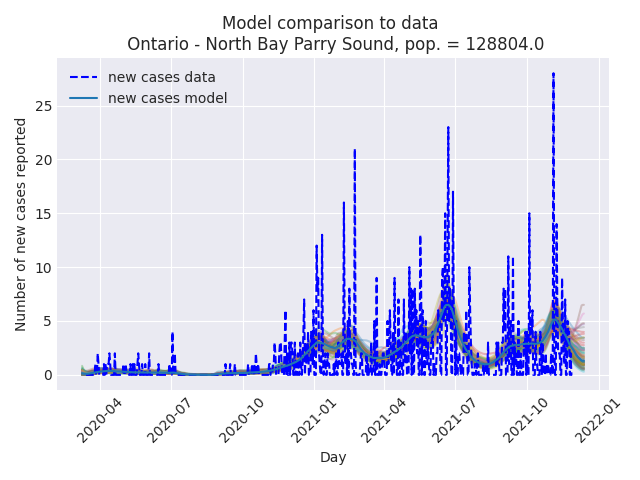 Model comparison to data
Ontario - North Bay Parry Sound, pop. = 128804.0
new cases data
new cases model
Number of new cases reported
25
20
15
10
5
0
2020-04
2020-07
2020-10
2021-01
2021-04
2021-07
2021-10
2022-01
Day